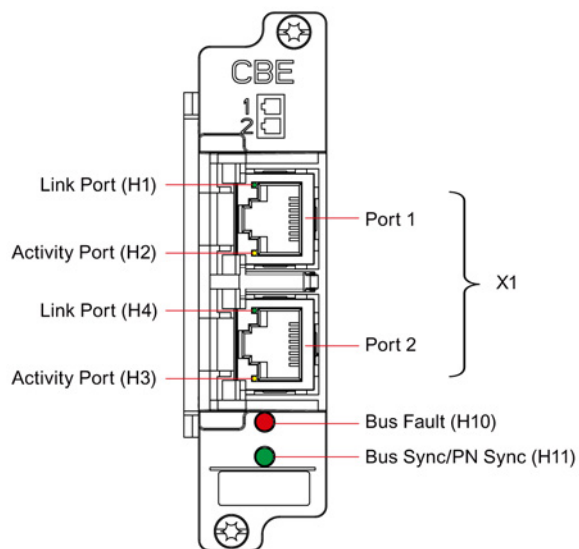 CBE
1
2
Link Port (H1)
Port 1
Activity Port (H2)
X1
Link Port (H4)
Port 2
Activity Port (H3)
Bus Fault (H10)
Bus Sync/PN Sync (H11)